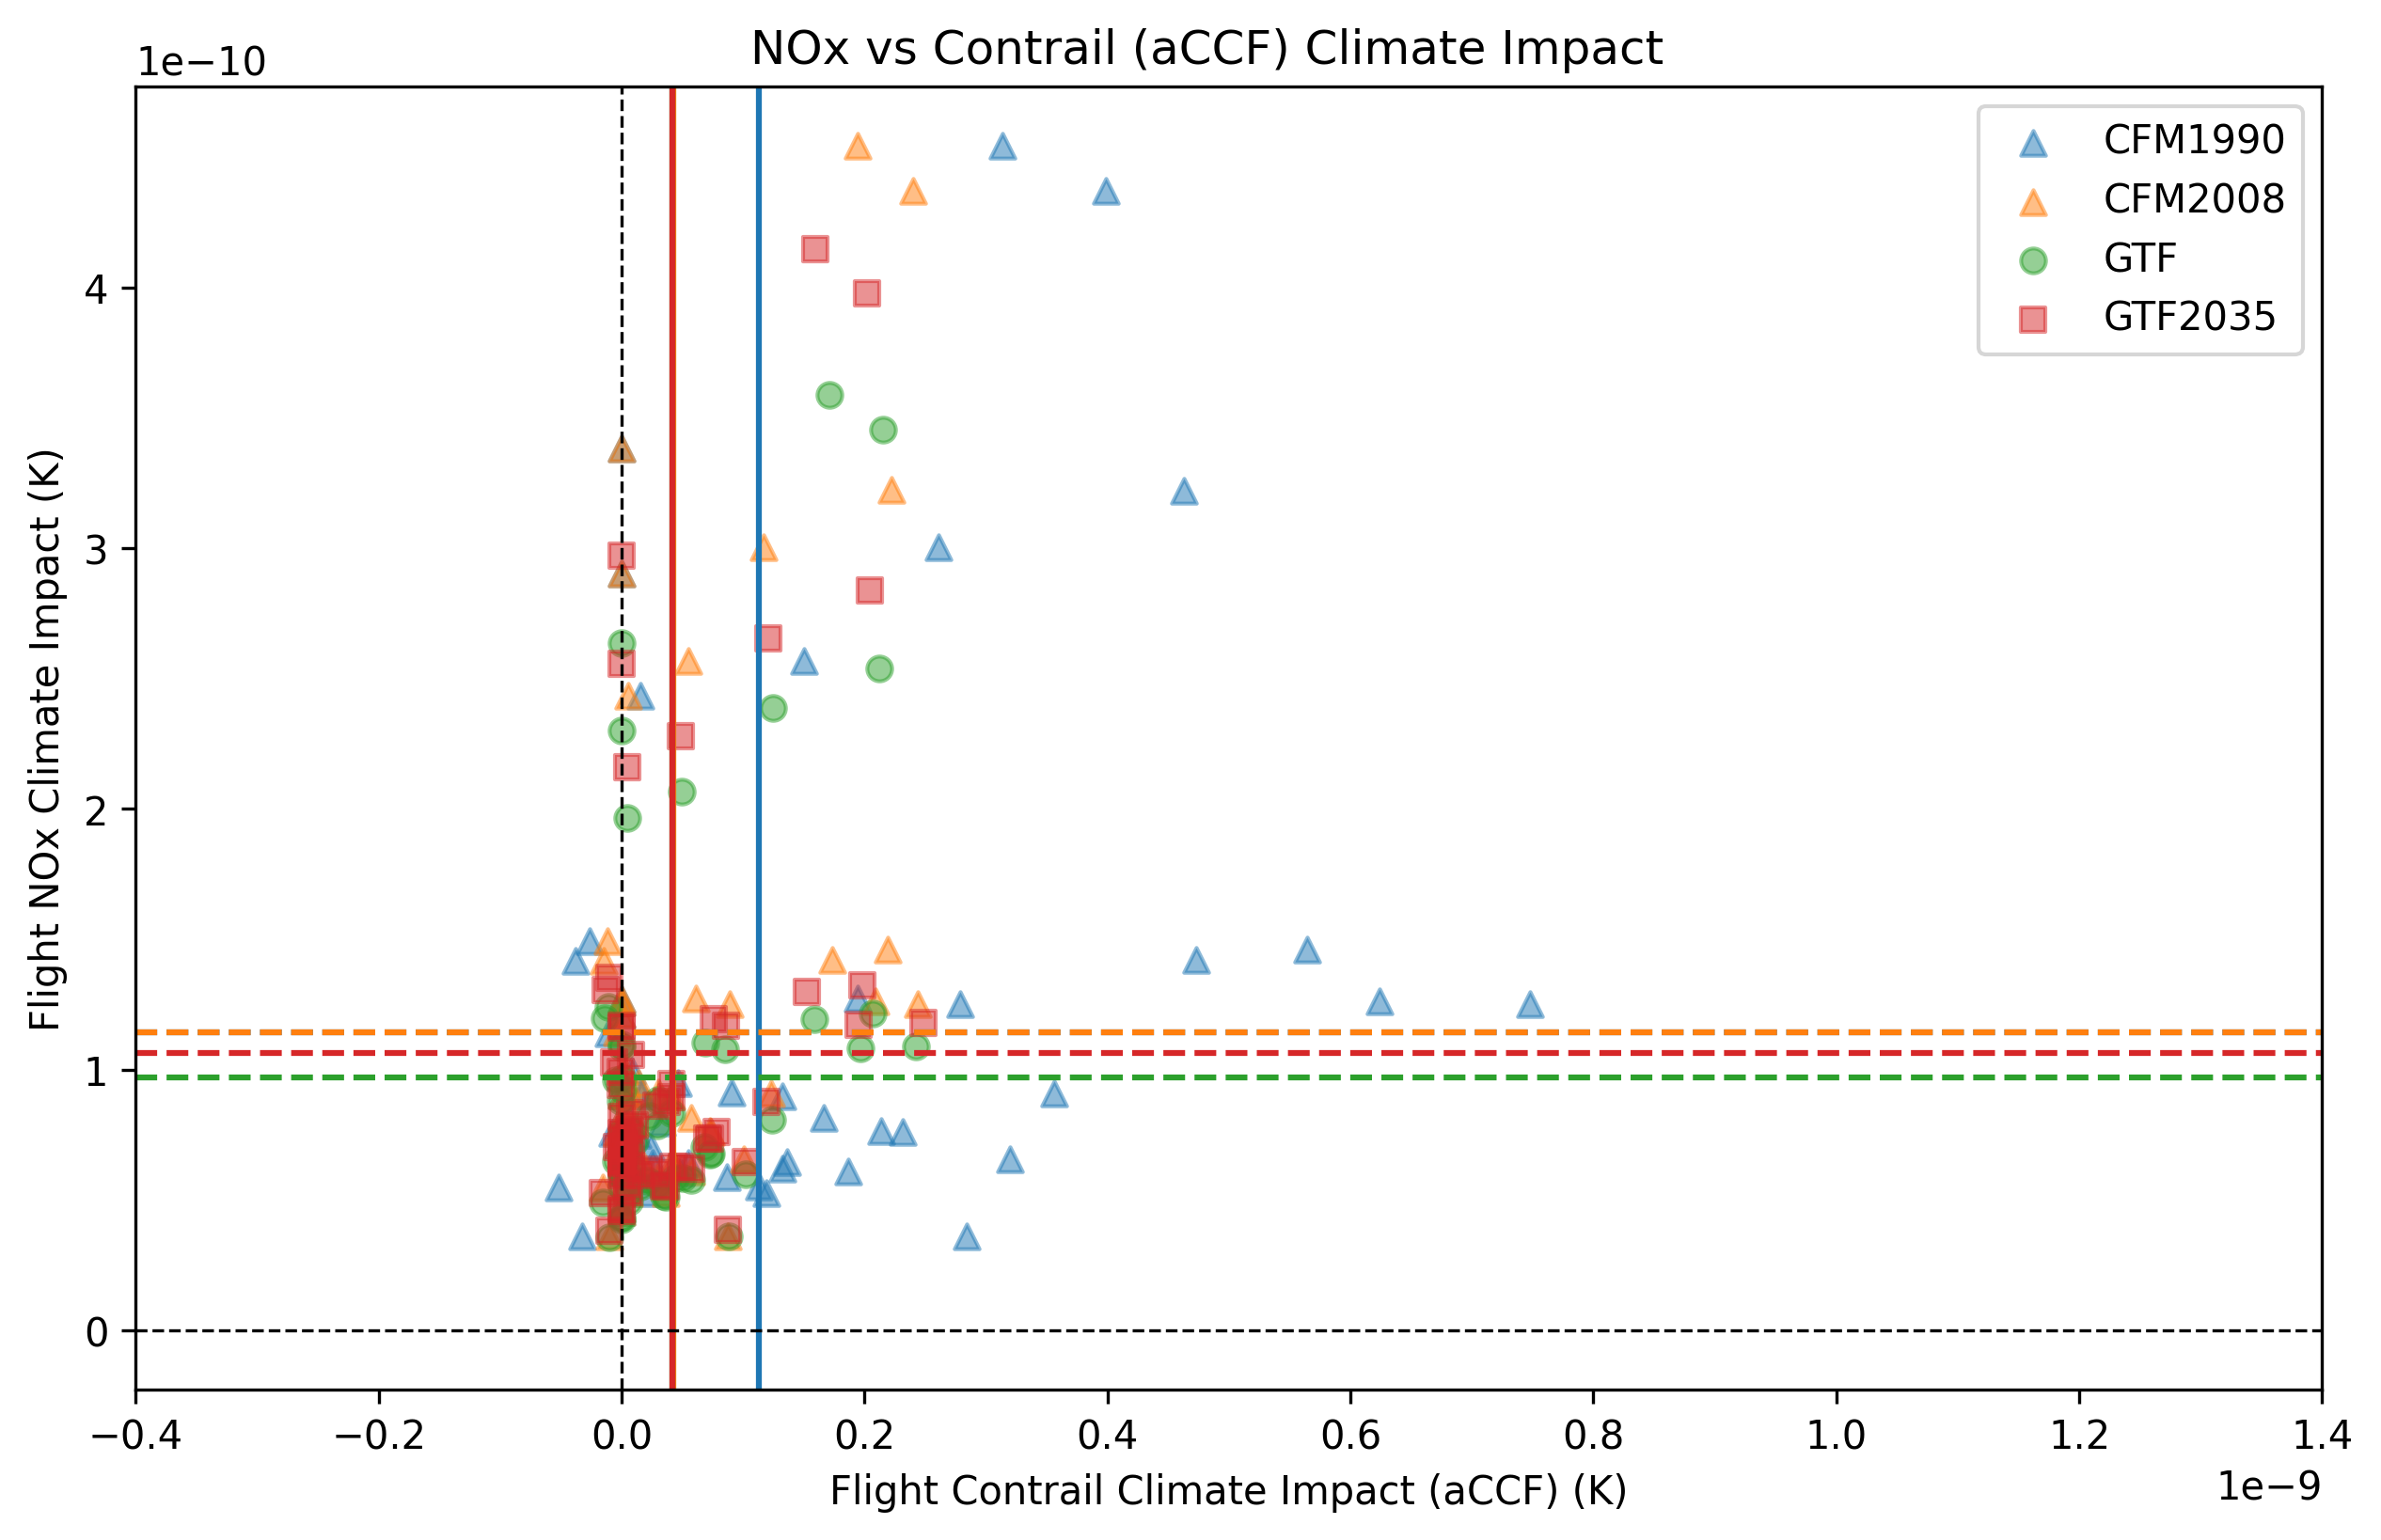 NOx vs Contrail (aCCF) Climate Impact
1e−10
CFM1990
CFM2008
GTF
GTF2035
Flight NOx Climate Impact (K)
4
3
2
1
0
−0.4 −0.2 0.0 0.2 0.4 0.6 0.8 1.0 1.2 1.4
Flight Contrail Climate Impact (aCCF) (K)
1e−9